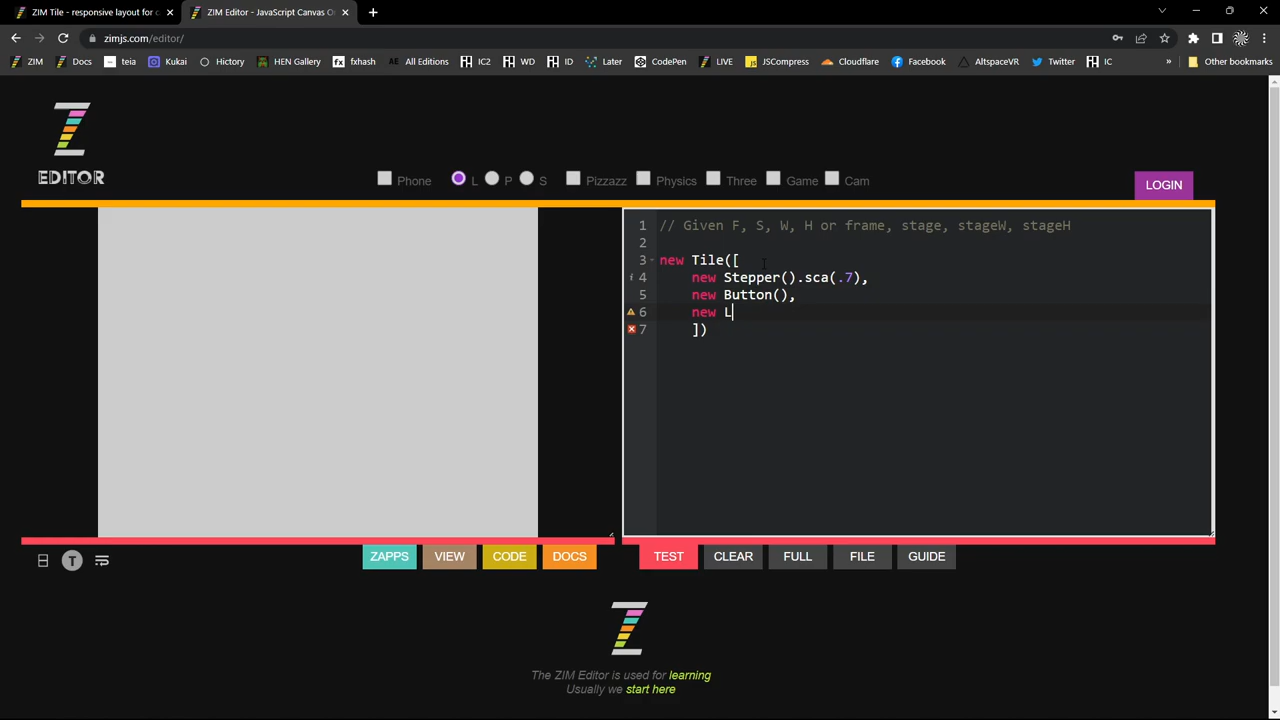 ZIM Tile - responsive layout for c
ZIM Editor - JavaScript Canvas O
zimjs.com/editor/
ZIM Docs teia Kukai Hictory HEN Gallery fxhash AE All Editions IC2 WD ID Later CodePen LIVE JSCompress Cloudflare Facebook AltspaceVR Twitter IC » Other bookmarks
EDITOR
Phone L P S Pizzazz Physics Three Game Cam
LOGIN
1 // Given F, S, W, H or frame, stage, stageW, stageH
2
3 new Tile([
4 new Stepper().sca(.7),
5 new Button(),
6 new L
7 ])
T
ZAPPS VIEW CODE DOCS TEST CLEAR FULL FILE GUIDE
The ZIM Editor is used for learning
Usually we start here